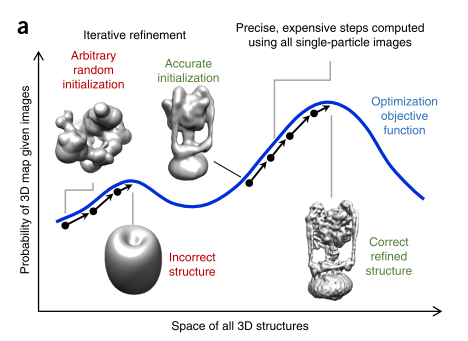 a
Iterative refinement
Precise, expensive steps computed
using all single-particle images
Arbitrary
random
initialization
Accurate
initialization
Optimization
objective
function
Probability of 3D map given images
Incorrect
structure
Correct
refined
structure
Space of all 3D structures